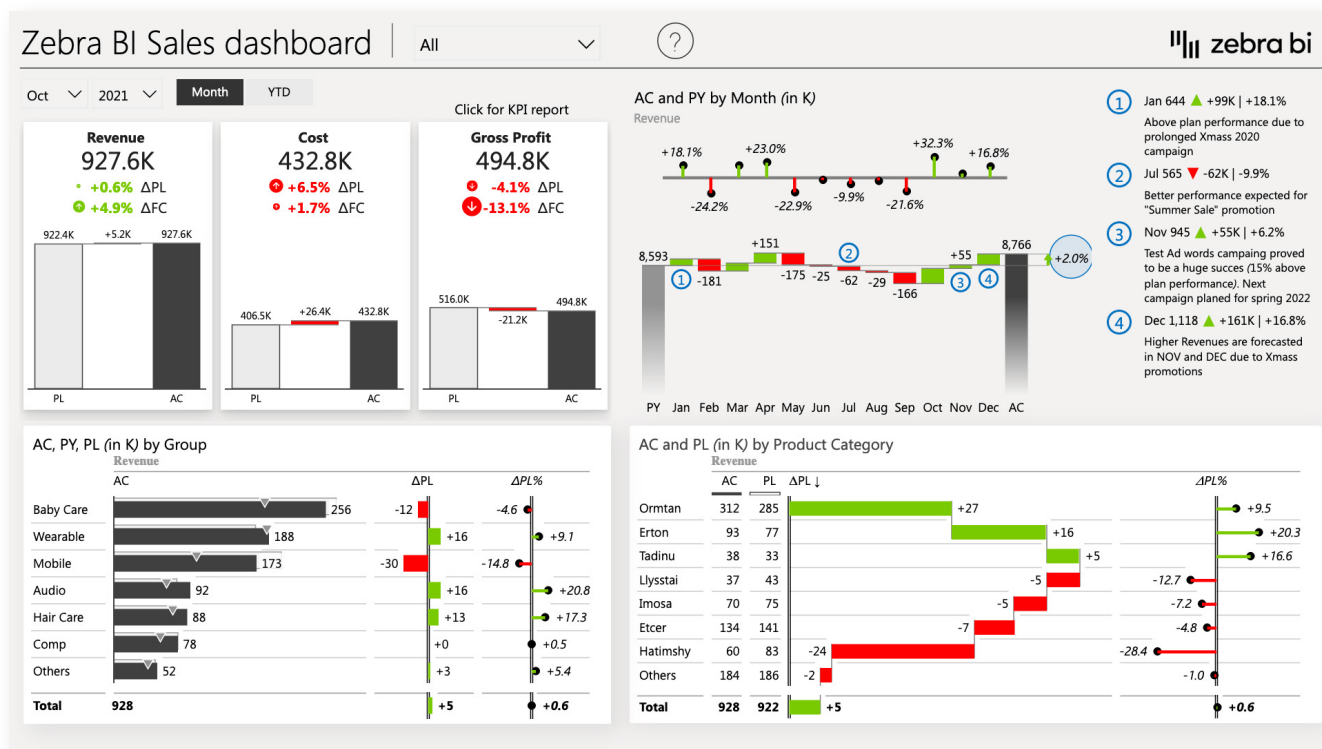 Zebra BI Sales dashboard
All
?
zebra bi
Oct 2021 Month YTD
Click for KPI report
Revenue
927.6K
+0.6% ΔPL
+4.9% ΔFC
922.4K +5.2K 927.6K
PL AC
Cost
432.8K
+6.5% ΔPL
+1.7% ΔFC
406.5K +26.4K 432.8K
PL AC
Gross Profit
494.8K
-4.1% ΔPL
-13.1% ΔFC
516.0K -21.2K 494.8K
PL AC
AC and PY by Month (in K)
Revenue
+18.1% +23.0% +32.3% +16.8%
-24.2% -22.9% -9.9% -21.6%
8,593 -181 +151 -175 -25 -62 -29 -166 +55 8,766 +2.0%
1 2 3 4
PY Jan Feb Mar Apr May Jun Jul Aug Sep Oct Nov Dec AC
1 Jan 644 ▲ +99K | +18.1%
Above plan performance due to
prolonged Xmass 2020
campaign
2 Jul 565 ▼ -62K | -9.9%
Better performance expected for
"Summer Sale" promotion
3 Nov 945 ▲ +55K | +6.2%
Test Ad words campaing proved
to be a huge succes (15% above
plan performance). Next
campaign planed for spring 2022
4 Dec 1,118 ▲ +161K | +16.8%
Higher Revenues are forecasted
in NOV and DEC due to Xmass
promotions
AC, PY, PL (in K) by Group
Revenue
AC ΔPL ΔPL%
Baby Care 256 -12 -4.6
Wearable 188 +16 +9.1
Mobile 173 -30 -14.8
Audio 92 +16 +20.8
Hair Care 88 +13 +17.3
Comp 78 +0 +0.5
Others 52 +3 +5.4
Total 928 +5 +0.6
AC and PL (in K) by Product Category
Revenue
AC PL ΔPL ↓ ΔPL%
Ormtan 312 285 +27 +9.5
Erton 93 77 +16 +20.3
Tadinu 38 33 +5 +16.6
Llysstai 37 43 -5 -12.7
Imosa 70 75 -5 -7.2
Etcer 134 141 -7 -4.8
Hatimshy 60 83 -24 -28.4
Others 184 186 -2 -1.0
Total 928 922 +5 +0.6